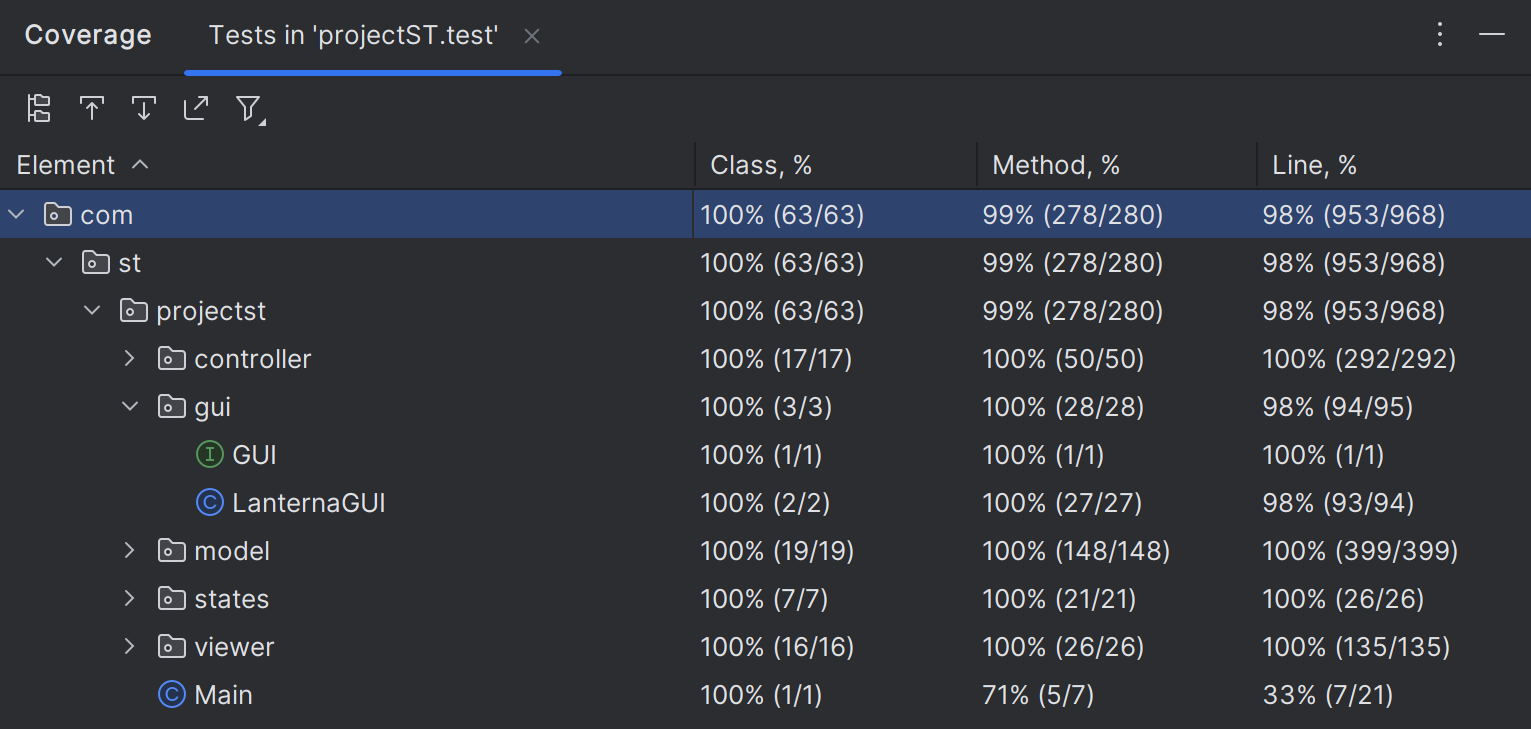 Coverage Tests in 'projectST.test'
Element Class, % Method, % Line, %
com 100% (63/63) 99% (278/280) 98% (953/968)
st 100% (63/63) 99% (278/280) 98% (953/968)
projectst 100% (63/63) 99% (278/280) 98% (953/968)
controller 100% (17/17) 100% (50/50) 100% (292/292)
gui 100% (3/3) 100% (28/28) 98% (94/95)
I GUI 100% (1/1) 100% (1/1) 100% (1/1)
C LanternaGUI 100% (2/2) 100% (27/27) 98% (93/94)
model 100% (19/19) 100% (148/148) 100% (399/399)
states 100% (7/7) 100% (21/21) 100% (26/26)
viewer 100% (16/16) 100% (26/26) 100% (135/135)
C Main 100% (1/1) 71% (5/7) 33% (7/21)